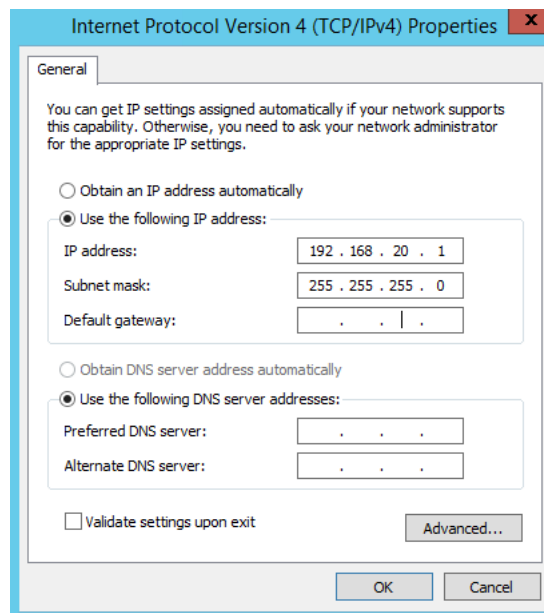 Internet Protocol Version 4 (TCP/IPv4) Properties
x
General
You can get IP settings assigned automatically if your network supports
this capability. Otherwise, you need to ask your network administrator
for the appropriate IP settings.
Obtain an IP address automatically
Use the following IP address:
IP address: 192 . 168 . 20 . 1
Subnet mask: 255 . 255 . 255 . 0
Default gateway: . . .
Obtain DNS server address automatically
Use the following DNS server addresses:
Preferred DNS server: . . .
Alternate DNS server: . . .
Validate settings upon exit
Advanced...
OK Cancel